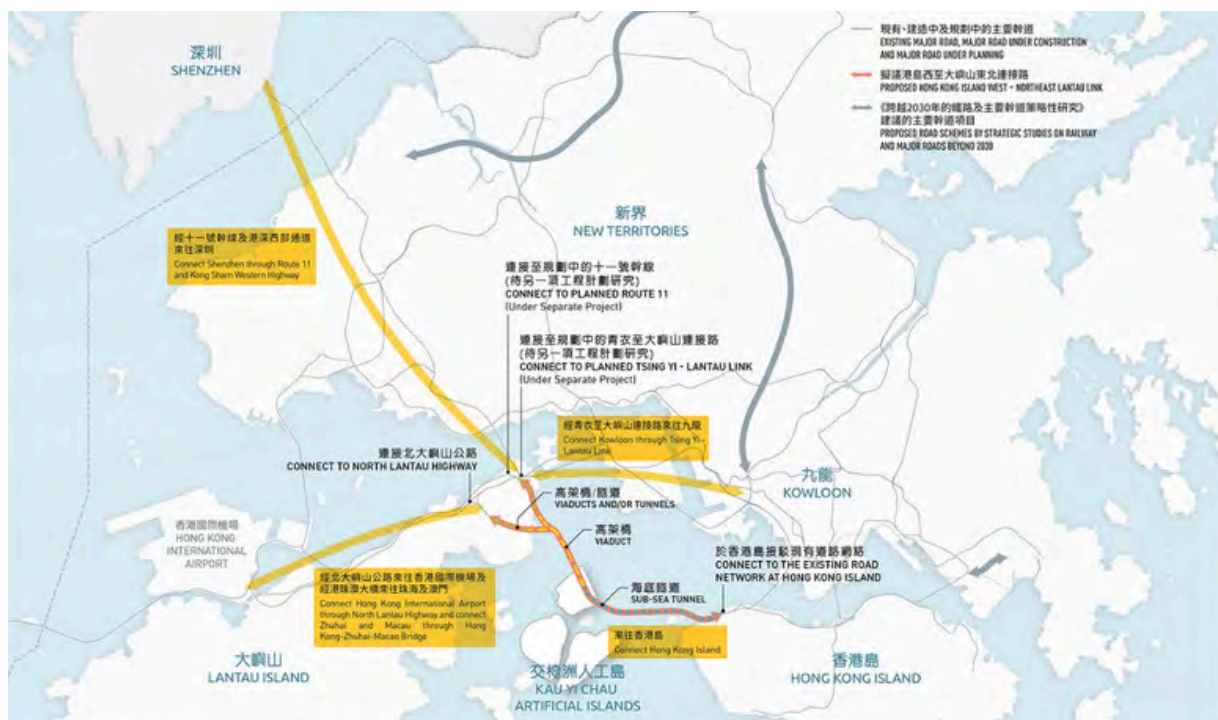 深圳
SHENZHEN
現有、建造中及規劃中的主要幹道
EXISTING MAJOR ROAD, MAJOR ROAD UNDER CONSTRUCTION
AND MAJOR ROAD UNDER PLANNING
擬議港島西至大嶼山東北連接路
PROPOSED HONG KONG ISLAND WEST - NORTHEAST LANTAU LINK
《跨越2030年的鐵路及主要幹道策略性研究》
建議的主要幹道項目
PROPOSED ROAD SCHEMES BY STRATEGIC STUDIES ON RAILWAY
AND MAJOR ROADS BEYOND 2030
新界
NEW TERRITORIES
經十一號幹線及港深西部通道
來往深圳
Connect Shenzhen through Route 11
and Kong Sham Western Highway
連接至規劃中的十一號幹線
(待另一項工程計劃研究)
CONNECT TO PLANNED ROUTE 11
(Under Separate Project)
連接至規劃中的青衣至大嶼山連接路
(待另一項工程計劃研究)
CONNECT TO PLANNED TSING YI - LANTAU LINK
(Under Separate Project)
經青衣至大嶼山連接路來往九龍
Connect Kowloon through Tsing Yi-
Lantau Link
連接北大嶼山公路
CONNECT TO NORTH LANTAU HIGHWAY
九龍
KOWLOON
高架橋/隧道
VIADUCTS AND/OR TUNNELS
香港國際機場
HONG KONG
INTERNATIONAL
AIRPORT
高架橋
VIADUCT
於香港島接駁現有道路網絡
CONNECT TO THE EXISTING ROAD
NETWORK AT HONG KONG ISLAND
經北大嶼山公路來往香港國際機場及
經港珠澳大橋來往珠海及澳門
Connect Hong Kong International Airport
through North Lantau Highway and connect
Zhuhai and Macau through Hong
Kong-Zhuhai-Macao Bridge
海底隧道
SUB-SEA TUNNEL
來往香港島
Connect Hong Kong Island
大嶼山
LANTAU ISLAND
交椅洲人工島
KAU YI CHAU
ARTIFICIAL ISLANDS
香港島
HONG KONG ISLAND